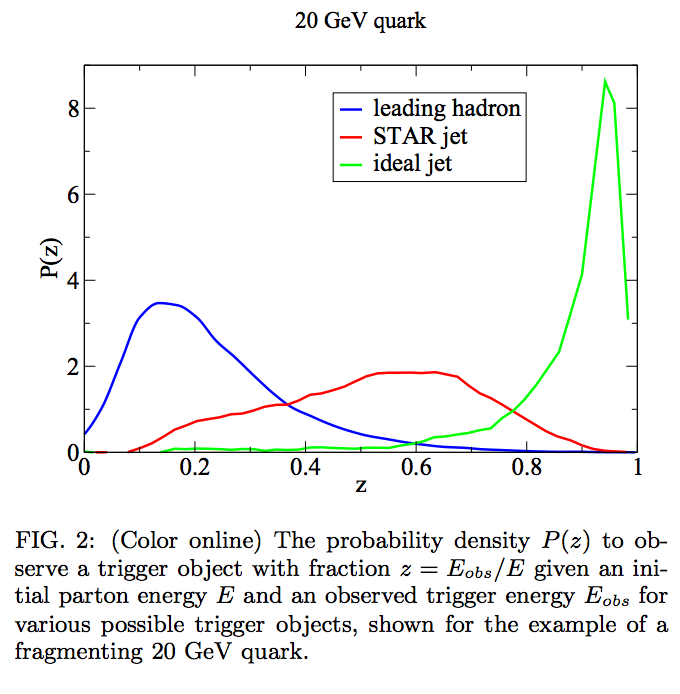 20 GeV quark
8
6
4
2
0
P(z)
leading hadron
STAR jet
ideal jet
0 0.2 0.4 0.6 0.8 1
z
FIG. 2: (Color online) The probability density P(z) to ob-
serve a trigger object with fraction z = E_obs/E given an ini-
tial parton energy E and an observed trigger energy E_obs for
various possible trigger objects, shown for the example of a
fragmenting 20 GeV quark.